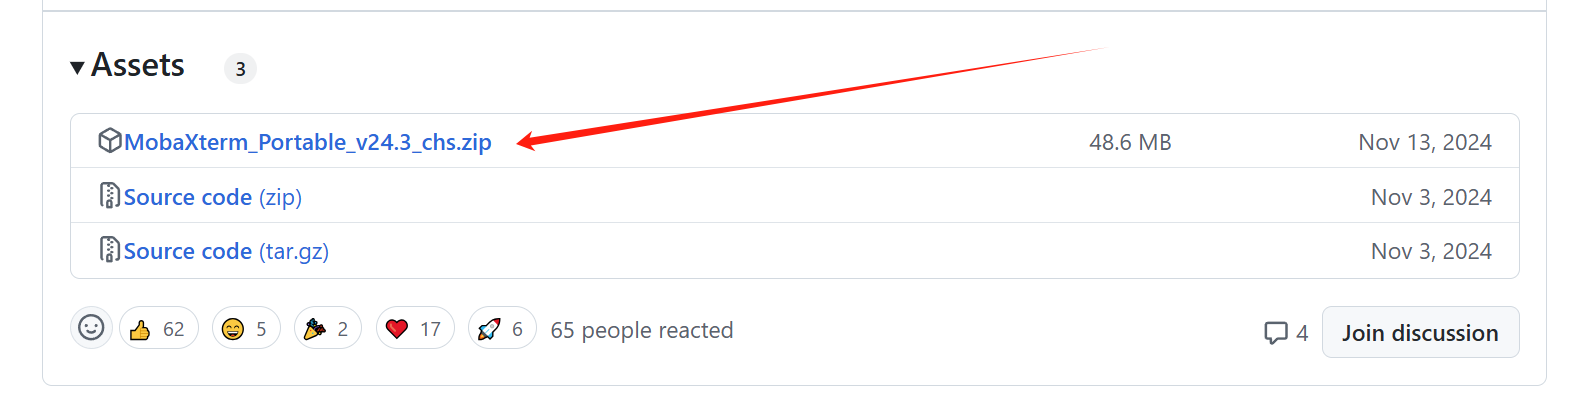 Assets 3
MobaXterm_Portable_v24.3_chs.zip 48.6 MB Nov 13, 2024
Source code (zip) Nov 3, 2024
Source code (tar.gz) Nov 3, 2024
62 5 2 17 6 65 people reacted 4 Join discussion